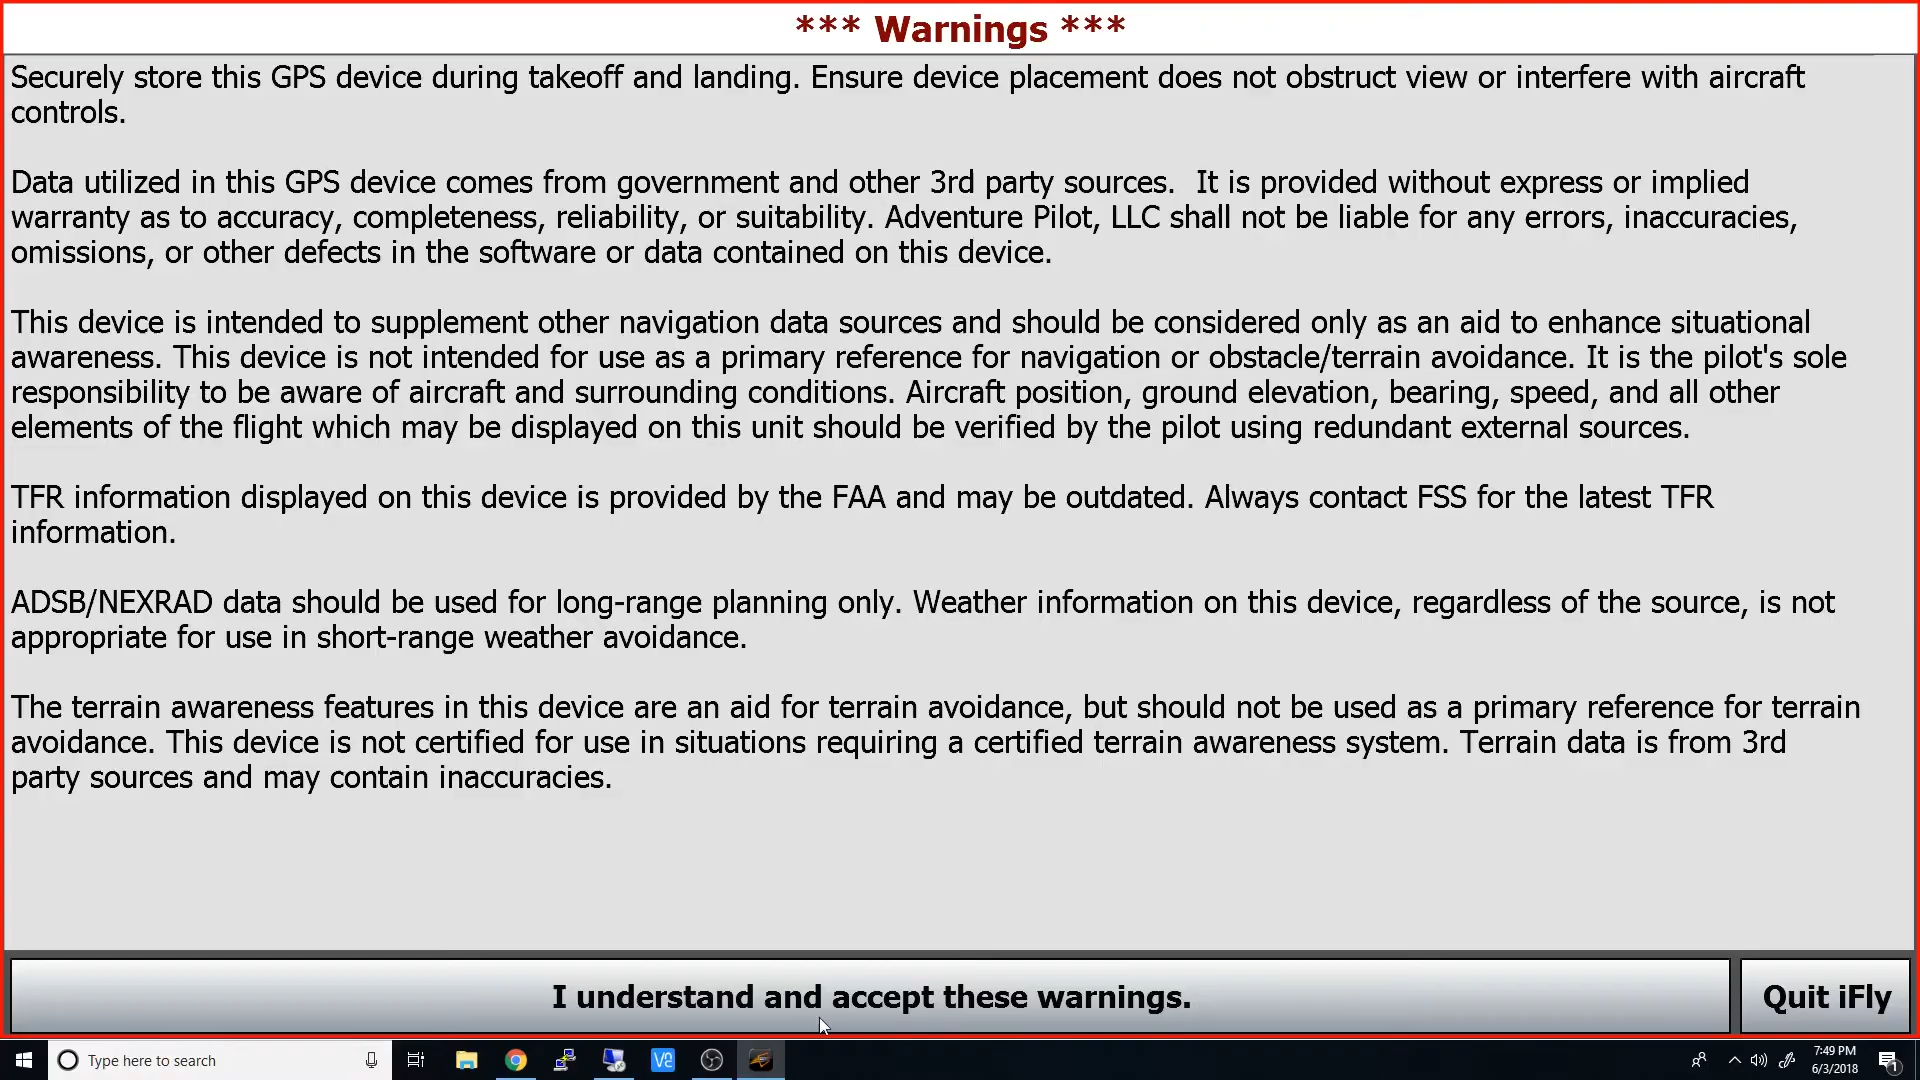 *** Warnings ***
Securely store this GPS device during takeoff and landing. Ensure device placement does not obstruct view or interfere with aircraft
controls.
Data utilized in this GPS device comes from government and other 3rd party sources.  It is provided without express or implied
warranty as to accuracy, completeness, reliability, or suitability. Adventure Pilot, LLC shall not be liable for any errors, inaccuracies,
omissions, or other defects in the software or data contained on this device.
This device is intended to supplement other navigation data sources and should be considered only as an aid to enhance situational
awareness. This device is not intended for use as a primary reference for navigation or obstacle/terrain avoidance. It is the pilot's sole
responsibility to be aware of aircraft and surrounding conditions. Aircraft position, ground elevation, bearing, speed, and all other
elements of the flight which may be displayed on this unit should be verified by the pilot using redundant external sources.
TFR information displayed on this device is provided by the FAA and may be outdated. Always contact FSS for the latest TFR
information.
ADSB/NEXRAD data should be used for long-range planning only. Weather information on this device, regardless of the source, is not
appropriate for use in short-range weather avoidance.
The terrain awareness features in this device are an aid for terrain avoidance, but should not be used as a primary reference for terrain
avoidance. This device is not certified for use in situations requiring a certified terrain awareness system. Terrain data is from 3rd
party sources and may contain inaccuracies.
I understand and accept these warnings.
Quit iFly
Type here to search
7:49 PM
6/3/2018
1